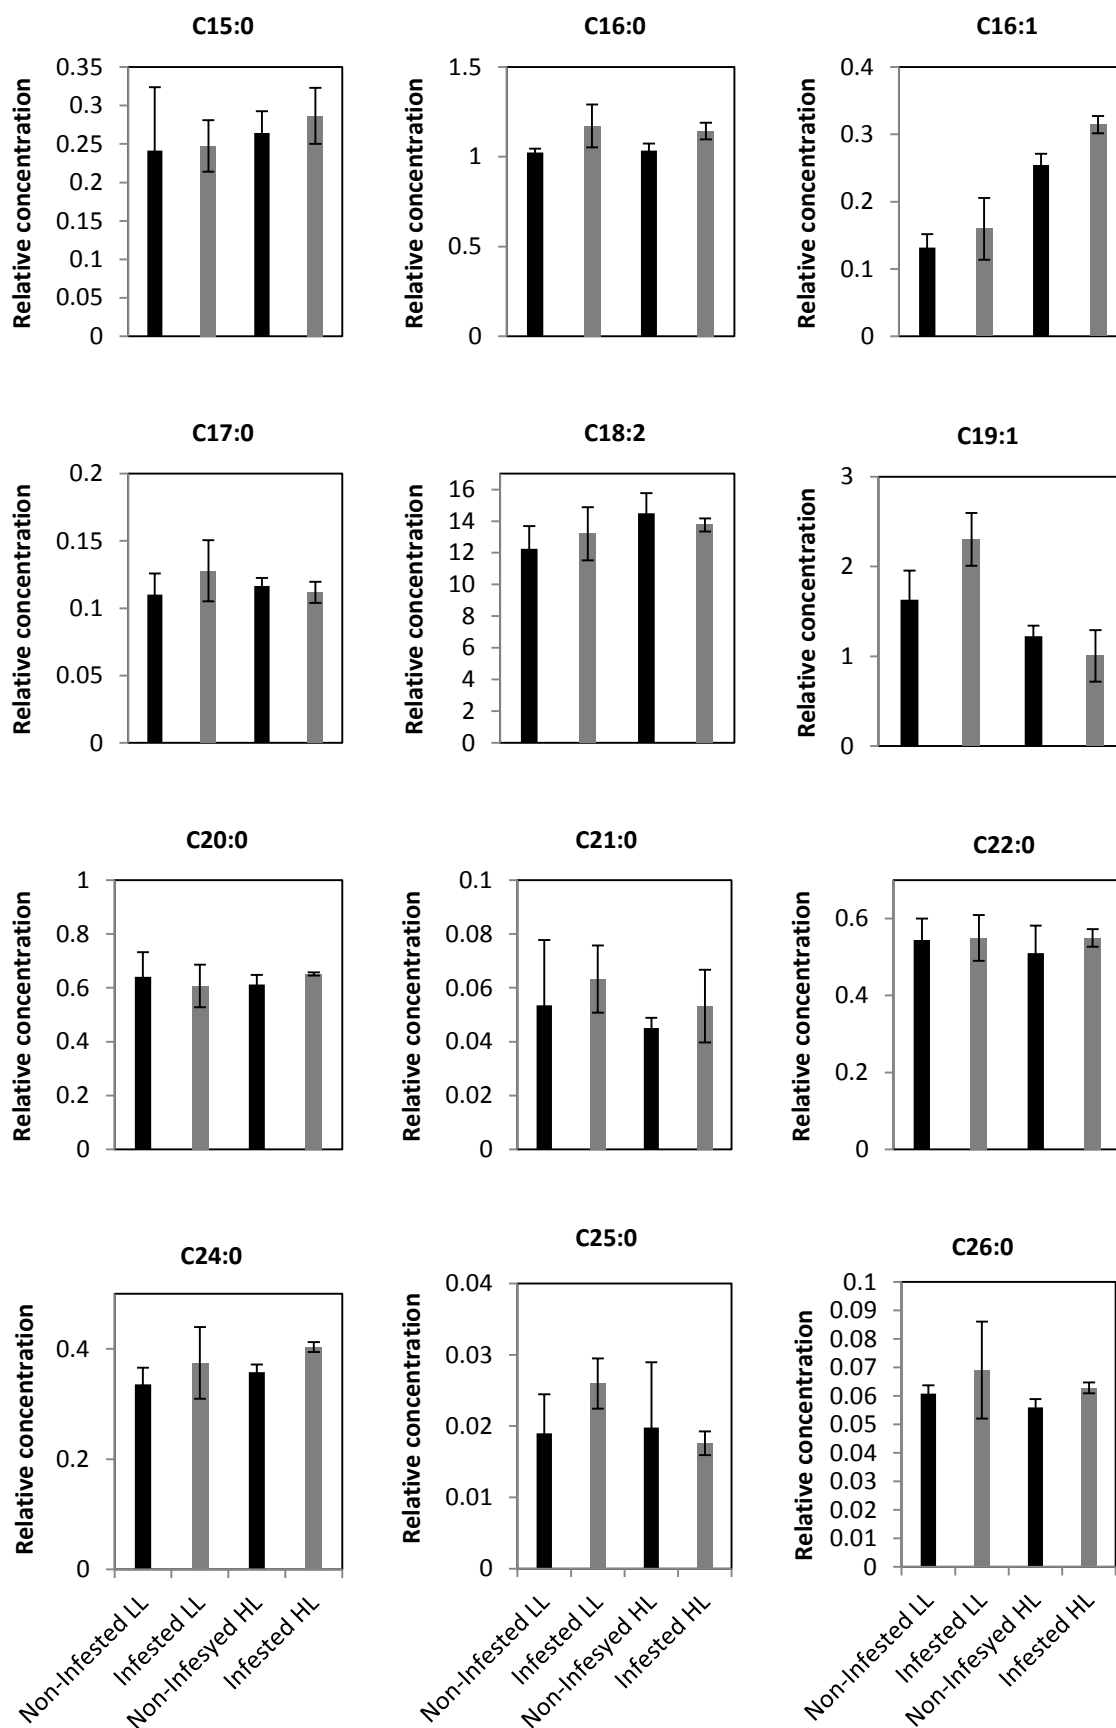 C15:0
C16:0
C16:1
Relative concentration
0.35
0.3
0.25
0.2
0.15
0.1
0.05
0
Relative concentration
1.5
1
0.5
0
Relative concentration
0.4
0.3
0.2
0.1
0
C17:0
C18:2
C19:1
Relative concentration
0.2
0.15
0.1
0.05
0
Relative concentration
16
14
12
10
8
6
4
2
0
Relative concentration
3
2
1
0
C20:0
C21:0
C22:0
Relative concentration
1
0.8
0.6
0.4
0.2
0
Relative concentration
0.1
0.08
0.06
0.04
0.02
0
Relative concentration
0.6
0.4
0.2
0
C24:0
C25:0
C26:0
Relative concentration
0.4
0.2
0
Relative concentration
0.04
0.03
0.02
0.01
0
Relative concentration
0.1
0.09
0.08
0.07
0.06
0.05
0.04
0.03
0.02
0.01
0
Non-Infested LL
Infested LL
Non-Infesyed HL
Infested HL
Non-Infested LL
Infested LL
Non-Infesyed HL
Infested HL
Non-Infested LL
Infested LL
Non-Infesyed HL
Infested HL